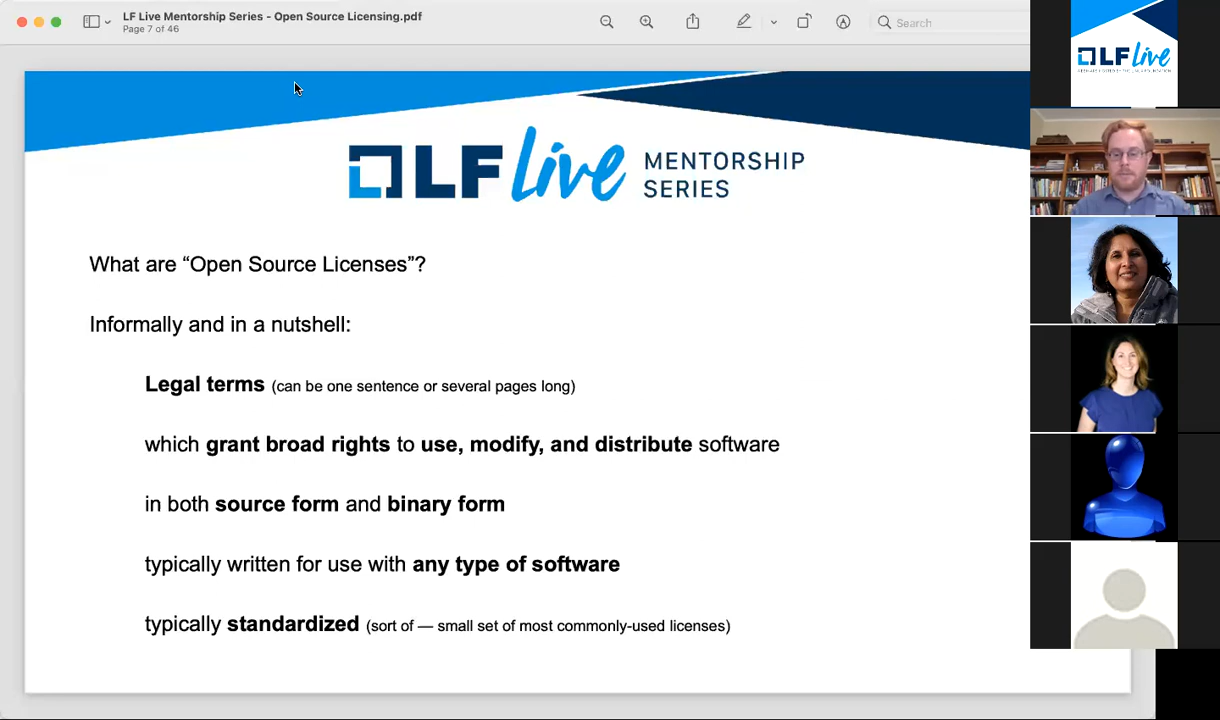 LF Live Mentorship Series - Open Source Licensing.pdf
Page 7 of 46
Search
LF Live
LF Live MENTORSHIP
SERIES
What are “Open Source Licenses”?
Informally and in a nutshell:
Legal terms (can be one sentence or several pages long)
which grant broad rights to use, modify, and distribute software
in both source form and binary form
typically written for use with any type of software
typically standardized (sort of — small set of most commonly-used licenses)